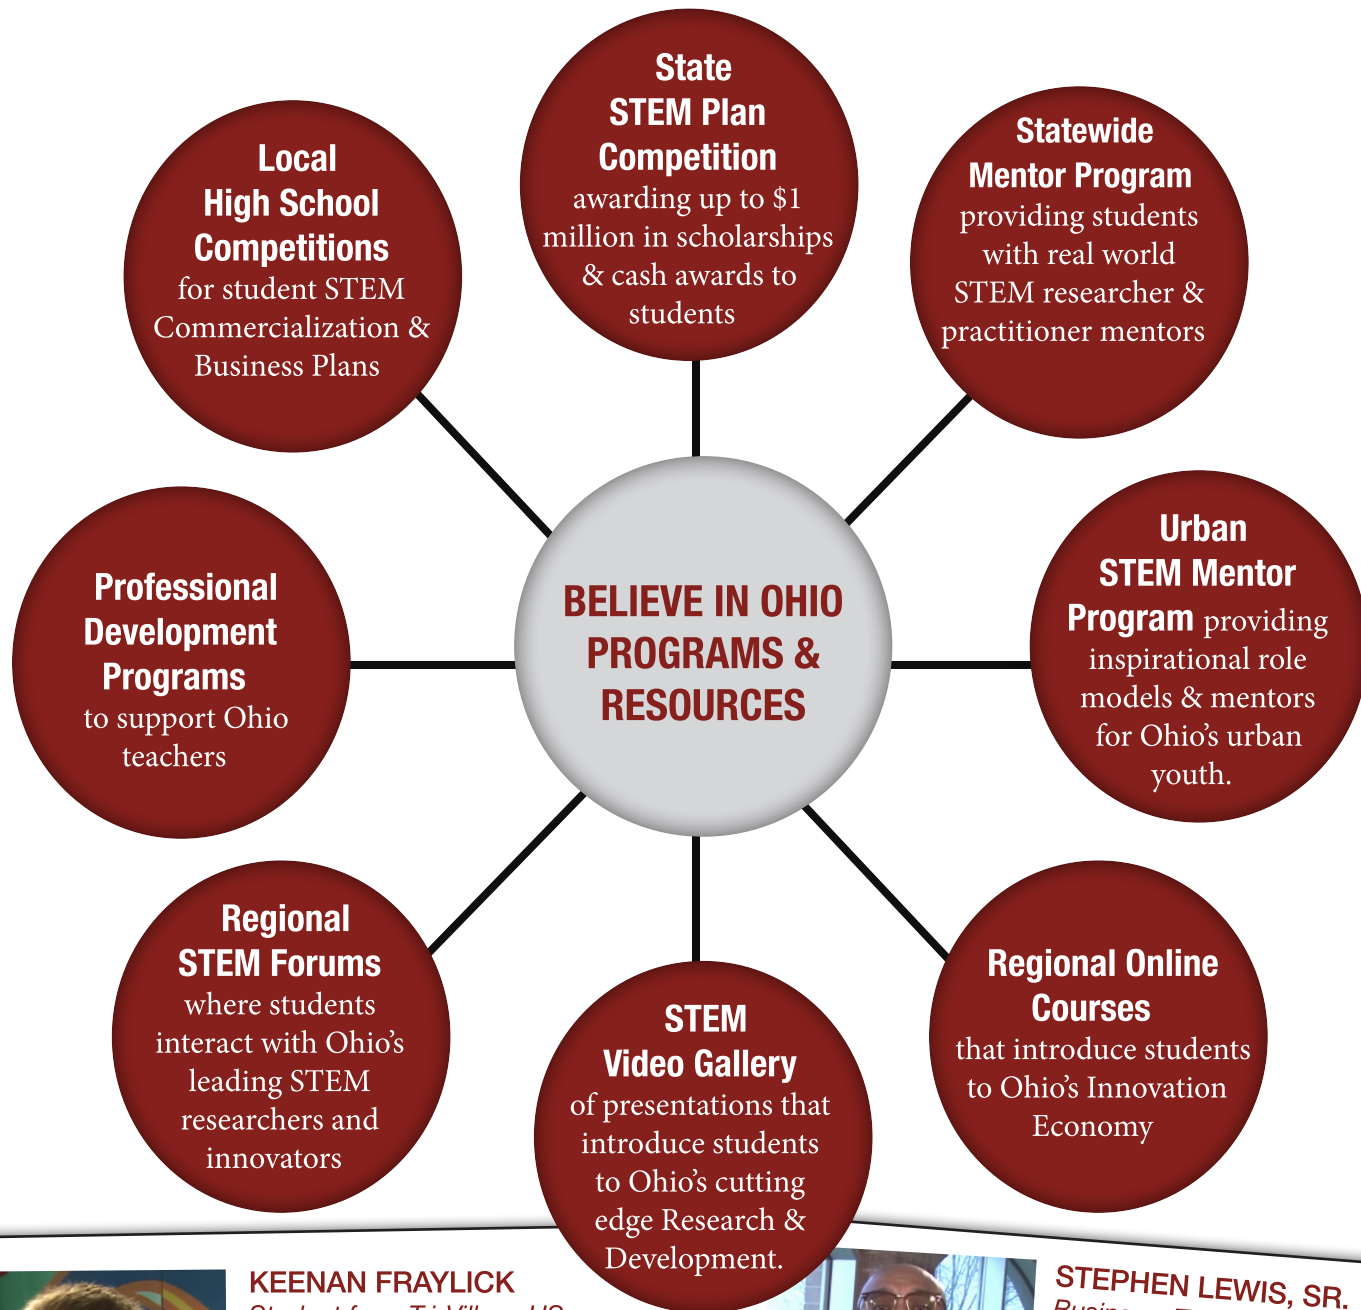 State
STEM Plan
Competition
awarding up to $1
million in scholarships
& cash awards to
students
Local
High School
Competitions
for student STEM
Commercialization &
Business Plans
Statewide
Mentor Program
providing students
with real world
STEM researcher &
practitioner mentors
Professional
Development
Programs
to support Ohio
teachers
BELIEVE IN OHIO
PROGRAMS &
RESOURCES
Urban
STEM Mentor
Program providing
inspirational role
models & mentors
for Ohio’s urban
youth.
Regional
STEM Forums
where students
interact with Ohio’s
leading STEM
researchers and
innovators
STEM
Video Gallery
of presentations that
introduce students
to Ohio’s cutting
edge Research &
Development.
Regional Online
Courses
that introduce students
to Ohio’s Innovation
Economy
KEENAN FRAYLICK
STEPHEN LEWIS, SR.